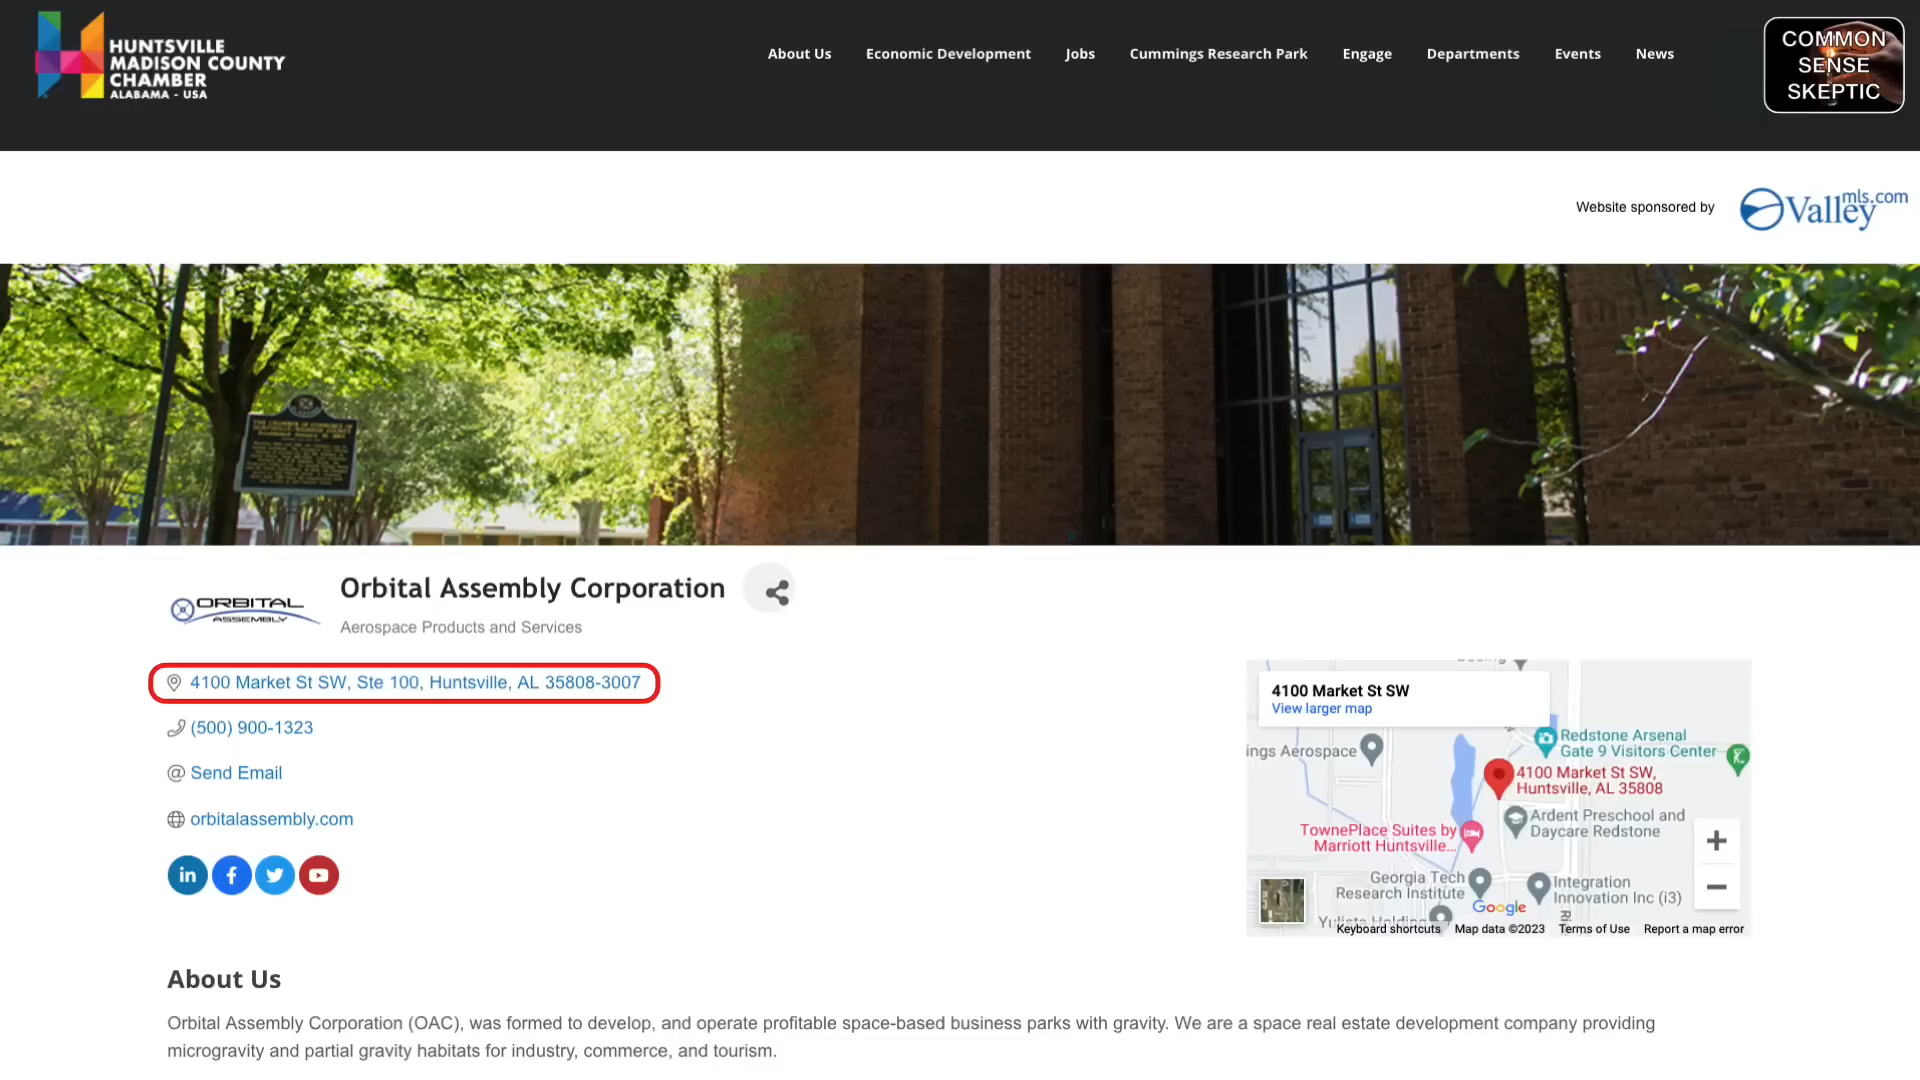 HUNTSVILLE
MADISON COUNTY
CHAMBER
ALABAMA - USA
About Us
Economic Development
Jobs
Cummings Research Park
Engage
Departments
Events
News
COMMON
SENSE
SKEPTIC
Website sponsored by
Valleymls.com
Orbital Assembly Corporation
ORBITAL
ASSEMBLY
Aerospace Products and Services
4100 Market St SW, Ste 100, Huntsville, AL 35808-3007
(500) 900-1323
Send Email
orbitalassembly.com
4100 Market St SW
View larger map
ings Aerospace
Redstone Arsenal
Gate 9 Visitors Center
4100 Market St SW,
Huntsville, AL 35808
Ardent Preschool and
Daycare Redstone
TownePlace Suites by
Marriott Huntsville...
Georgia Tech
Research Institute
Integration
Innovation Inc (i3)
Google
Keyboard shortcuts
Map data ©2023
Terms of Use
Report a map error
About Us
Orbital Assembly Corporation (OAC), was formed to develop, and operate profitable space-based business parks with gravity. We are a space real estate development company providing
microgravity and partial gravity habitats for industry, commerce, and tourism.